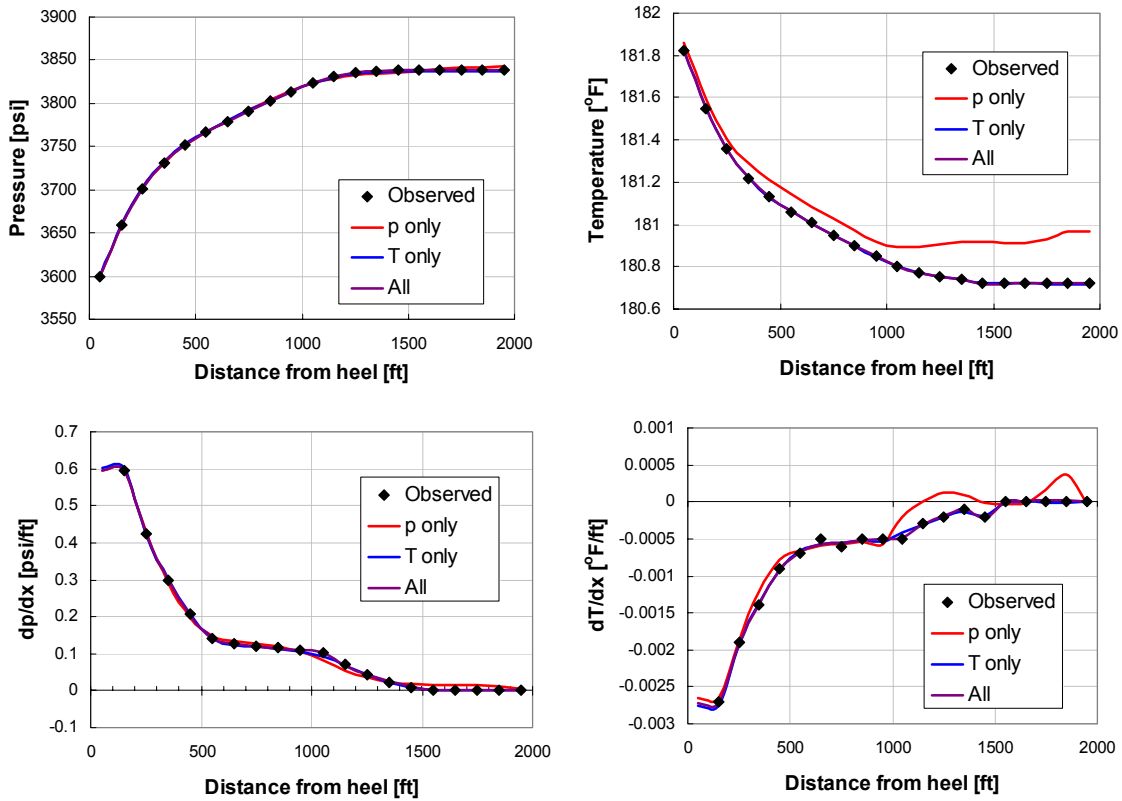 3900
3850
3800
3750
3700
3650
3600
3550
Pressure [psi]
0 500 1000 1500 2000
Distance from heel [ft]
Observed
p only
T only
All
182
181.8
181.6
181.4
181.2
181
180.8
180.6
Temperature [°F]
0 500 1000 1500 2000
Distance from heel [ft]
Observed
p only
T only
All
0.7
0.6
0.5
0.4
0.3
0.2
0.1
0
-0.1
dp/dx [psi/ft]
0 500 1000 1500 2000
Distance from heel [ft]
Observed
p only
T only
All
0.001
0.0005
0
-0.0005
-0.001
-0.0015
-0.002
-0.0025
-0.003
dT/dx [°F/ft]
0 500 1000 1500 2000
Distance from heel [ft]
Observed
p only
T only
All